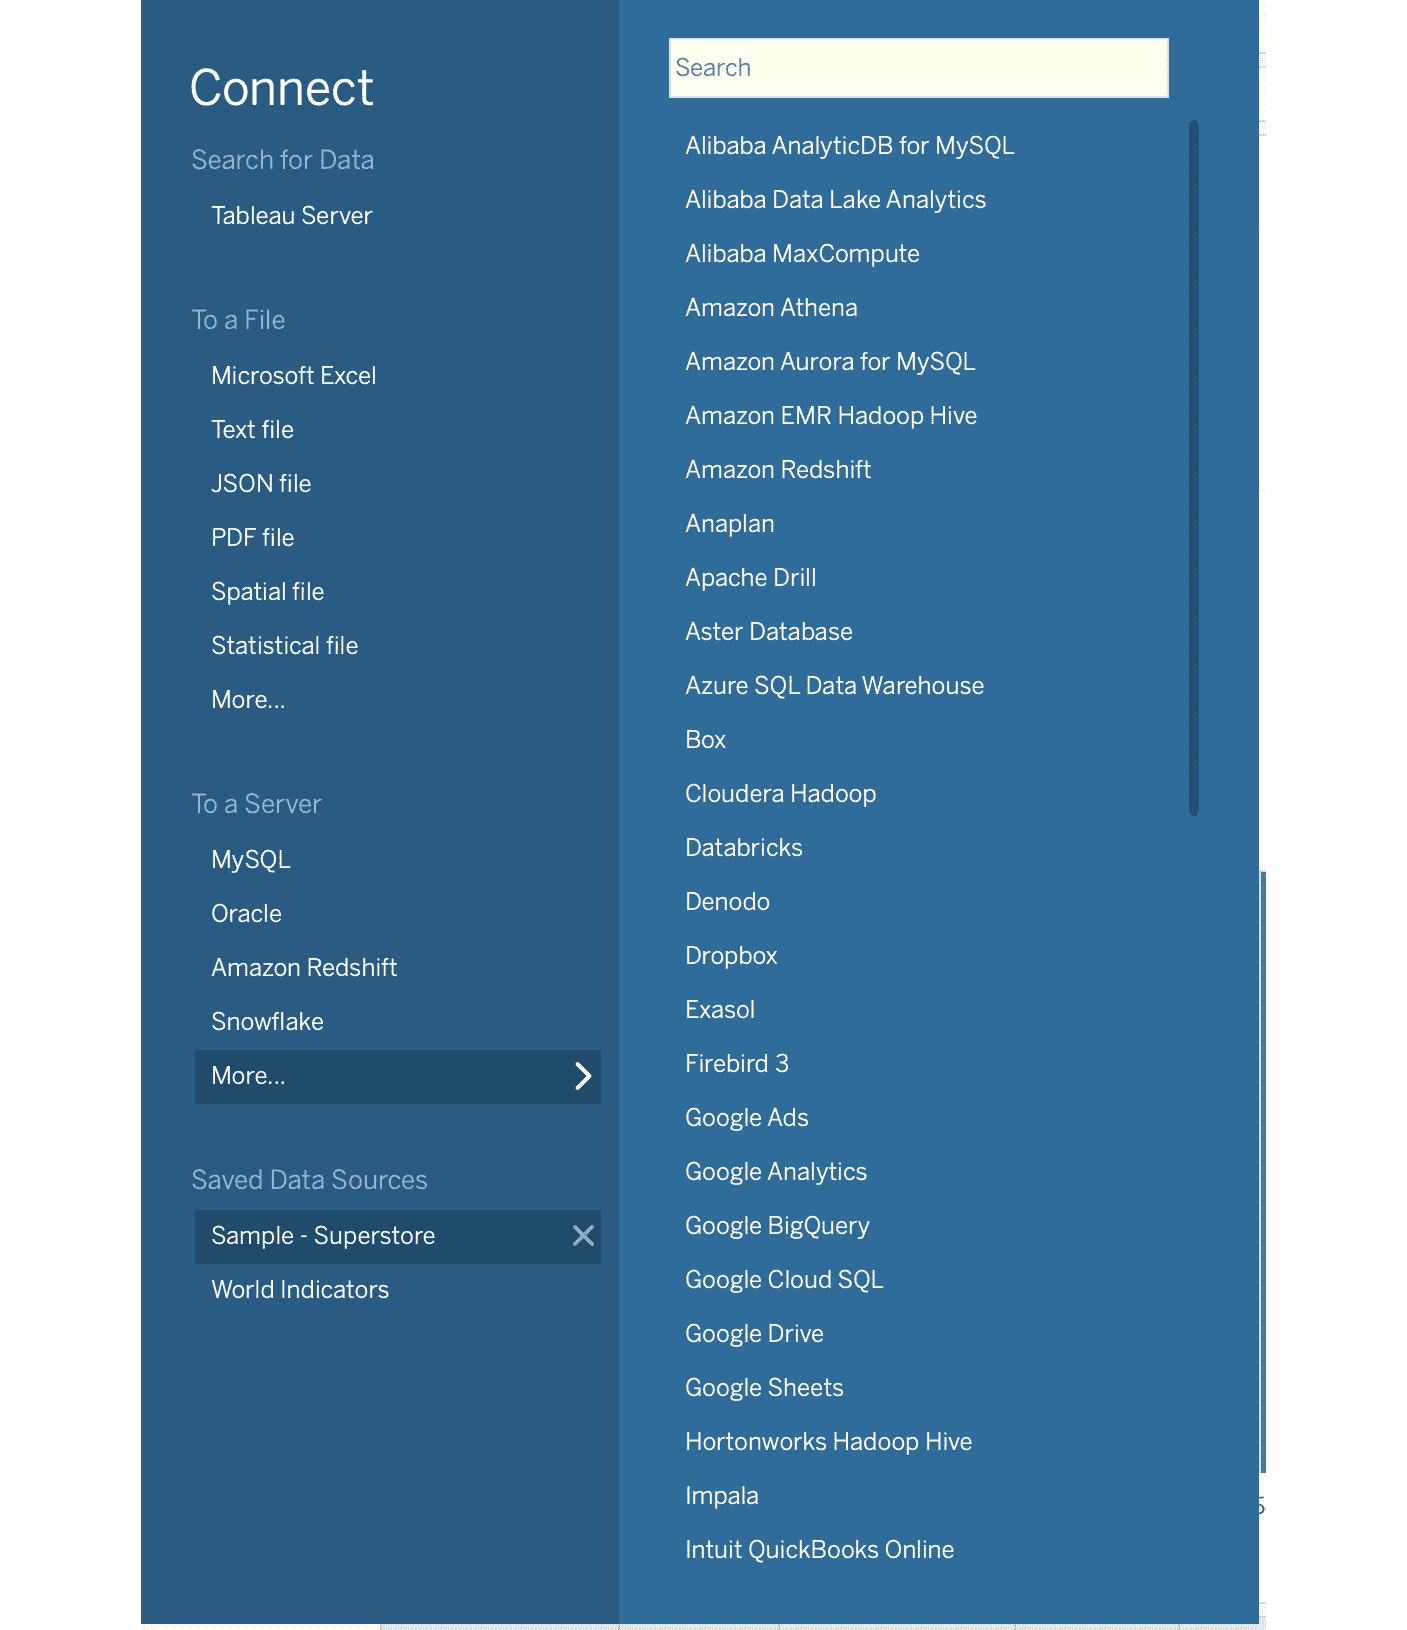 Connect
Search for Data
Tableau Server
To a File
Microsoft Excel
Text file
JSON file
PDF file
Spatial file
Statistical file
More...
To a Server
MySQL
Oracle
Amazon Redshift
Snowflake
More...
Saved Data Sources
Sample - Superstore
World Indicators
Search
Alibaba AnalyticDB for MySQL
Alibaba Data Lake Analytics
Alibaba MaxCompute
Amazon Athena
Amazon Aurora for MySQL
Amazon EMR Hadoop Hive
Amazon Redshift
Anaplan
Apache Drill
Aster Database
Azure SQL Data Warehouse
Box
Cloudera Hadoop
Databricks
Denodo
Dropbox
Exasol
Firebird 3
Google Ads
Google Analytics
Google BigQuery
Google Cloud SQL
Google Drive
Google Sheets
Hortonworks Hadoop Hive
Impala
Intuit QuickBooks Online